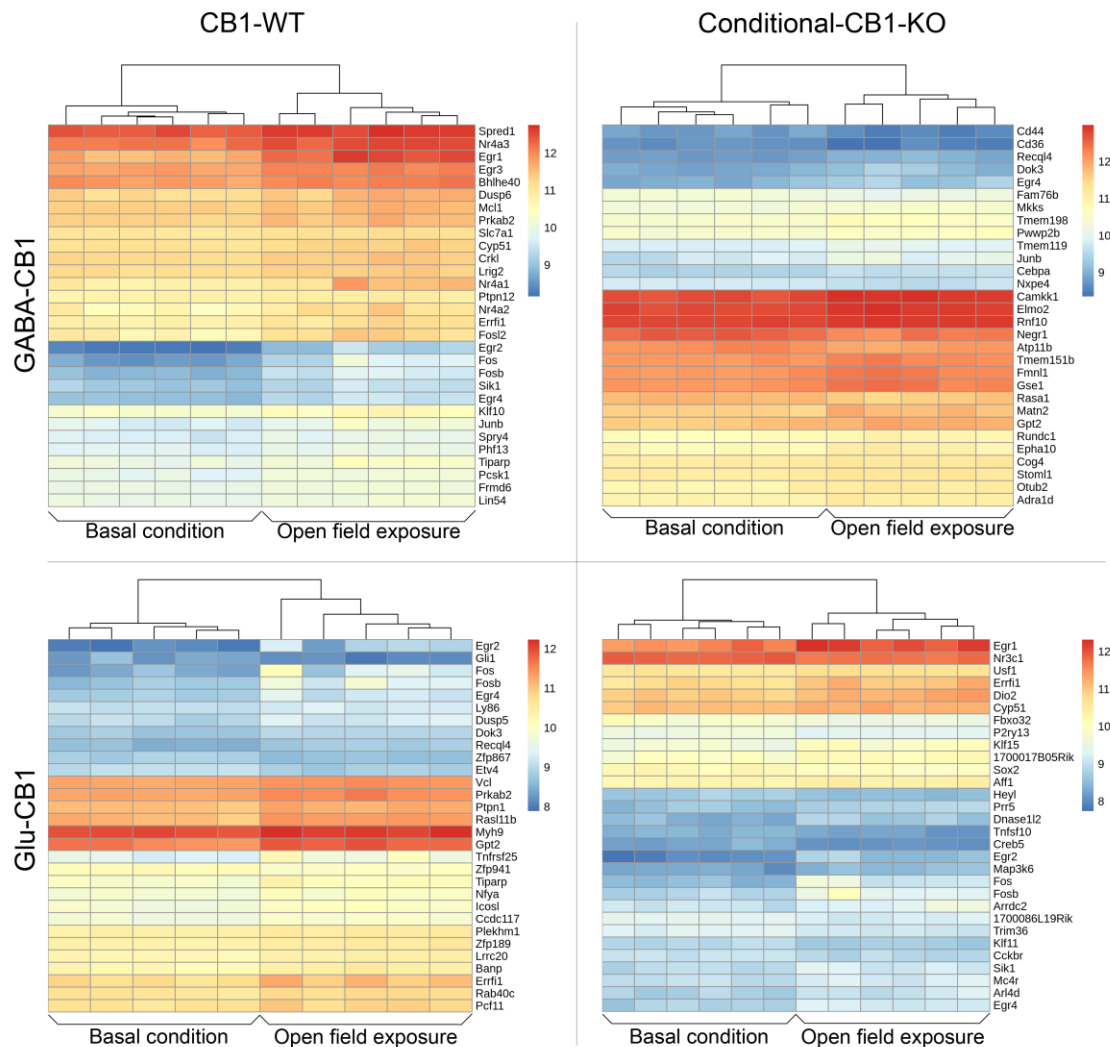 CB1-WT
Conditional-CB1-KO
GABA-CB1
Spred1
Nr4a3
Egr1
Egr3
Bhlhe40
Dusp6
Mcl1
Prkab2
Slc7a1
Cyp51
Crkl
Lrig2
Nr4a1
Ptpn12
Nr4a2
Errfi1
Fosl2
Egr2
Fos
Fosb
Sik1
Egr4
Klf10
Junb
Spry4
Phf13
Tiparp
Pcsk1
Frmd6
Lin54
12
11
10
9
Basal condition
Open field exposure
Cd44
Cd36
Recql4
Dok3
Egr4
Fam76b
Mkks
Tmem198
Pwwp2b
Tmem119
Junb
Cebpa
Nxpe4
Camkk1
Elmo2
Rnf10
Negr1
Atp11b
Tmem151b
Fmnl1
Gse1
Rasa1
Matn2
Gpt2
Rundc1
Epha10
Cog4
Stoml1
Otub2
Adra1d
12
11
10
9
Basal condition
Open field exposure
Glu-CB1
Egr2
Gli1
Fos
Fosb
Egr4
Ly86
Dusp5
Dok3
Recql4
Zfp867
Etv4
Vcl
Prkab2
Ptpn1
Rasl11b
Myh9
Gpt2
Tnfrsf25
Zfp941
Tiparp
Nfya
Icosl
Ccdc117
Plekhm1
Zfp189
Lrrc20
Banp
Errfi1
Rab40c
Pcf11
12
11
10
9
8
Basal condition
Open field exposure
Egr1
Nr3c1
Usf1
Errfi1
Dio2
Cyp51
Fbxo32
P2ry13
Klf15
1700017B05Rik
Sox2
Aff1
Heyl
Prr5
Dnase1l2
Tnfsf10
Creb5
Egr2
Map3k6
Fos
Fosb
Arrdc2
1700086L19Rik
Trim36
Klf11
Cckbr
Sik1
Mc4r
Arl4d
Egr4
12
11
10
9
8
Basal condition
Open field exposure